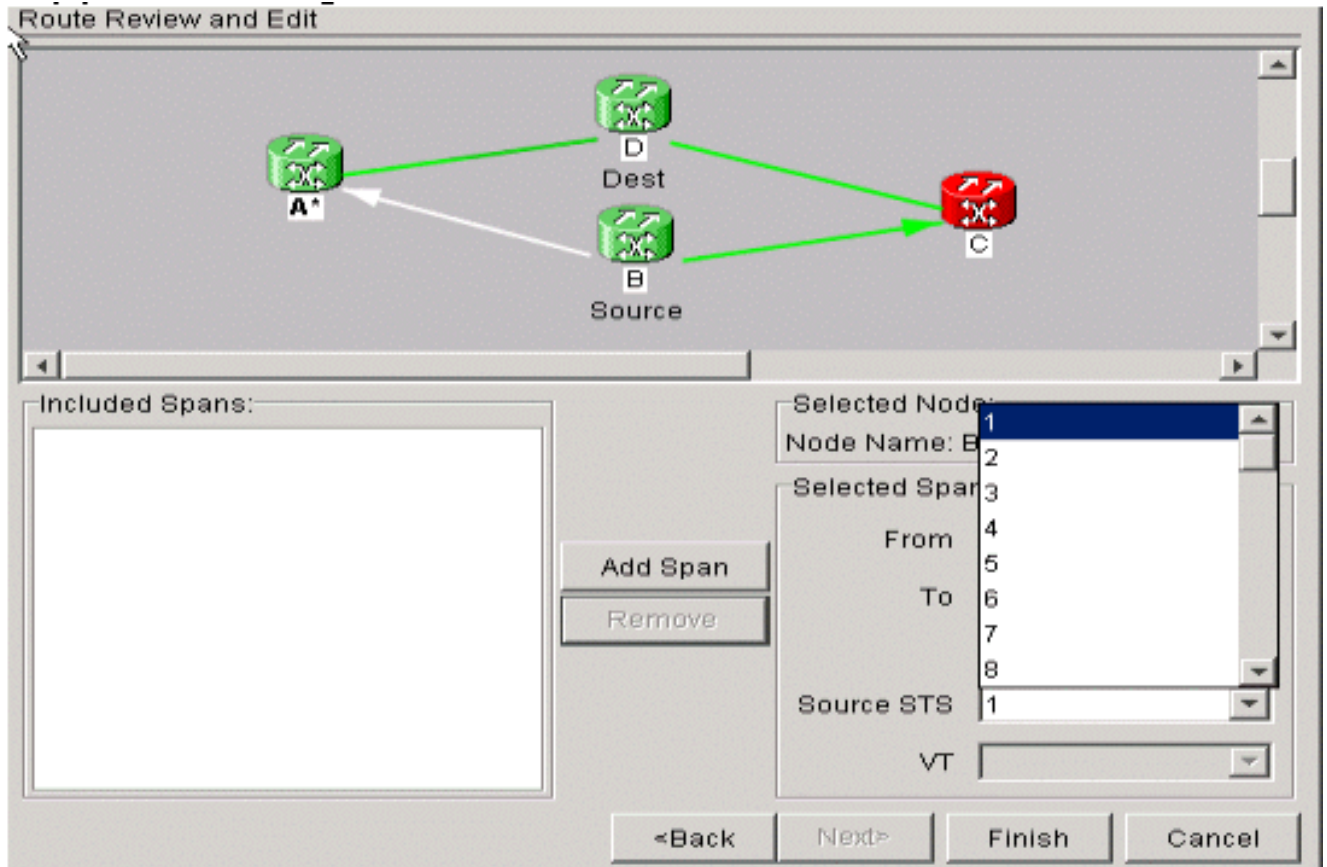 Route Review and Edit
D
Dest
A*
C
B
Source
Included Spans:
Add Span
Remove
Selected Node:
Node Name: B
Selected Span
From
To
1
2
3
4
5
6
7
8
Source STS 1
VT
<Back
Next>
Finish
Cancel